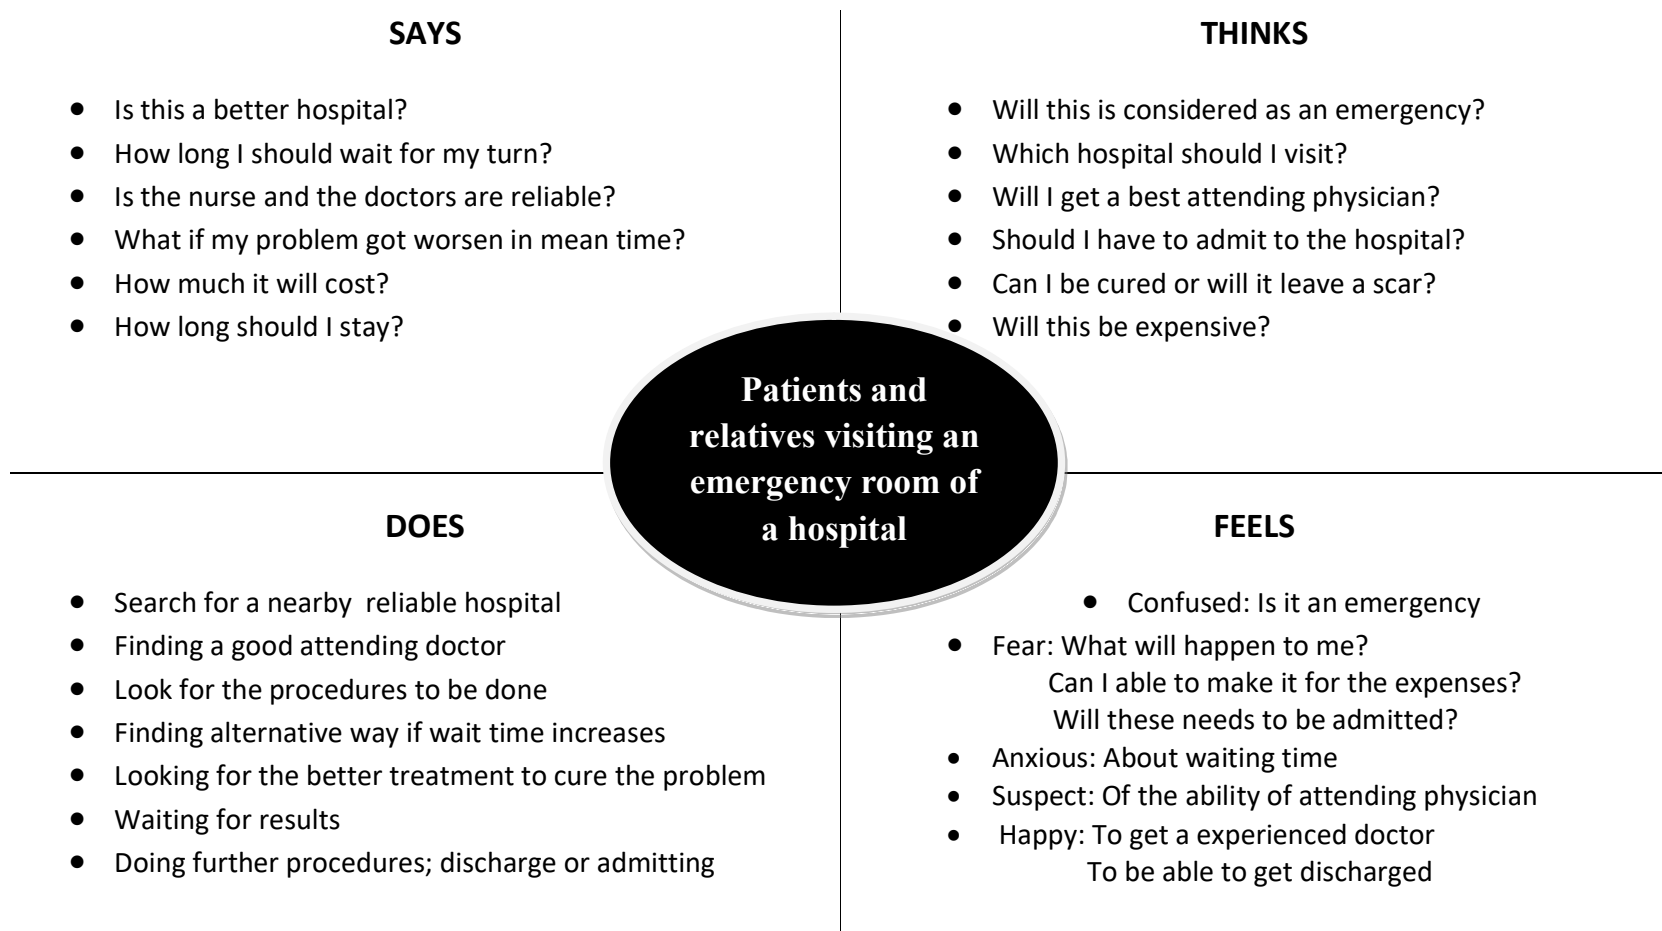 SAYS
• Is this a better hospital?
• How long I should wait for my turn?
• Is the nurse and the doctors are reliable?
• What if my problem got worsen in mean time?
• How much it will cost?
• How long should I stay?
THINKS
• Will this is considered as an emergency?
• Which hospital should I visit?
• Will I get a best attending physician?
• Should I have to admit to the hospital?
• Can I be cured or will it leave a scar?
• Will this be expensive?
Patients and
relatives visiting an
emergency room of
a hospital
DOES
• Search for a nearby  reliable hospital
• Finding a good attending doctor
• Look for the procedures to be done
• Finding alternative way if wait time increases
• Looking for the better treatment to cure the problem
• Waiting for results
• Doing further procedures; discharge or admitting
FEELS
• Confused: Is it an emergency
• Fear: What will happen to me?
Can I able to make it for the expenses?
Will these needs to be admitted?
• Anxious: About waiting time
• Suspect: Of the ability of attending physician
• Happy: To get a experienced doctor
To be able to get discharged